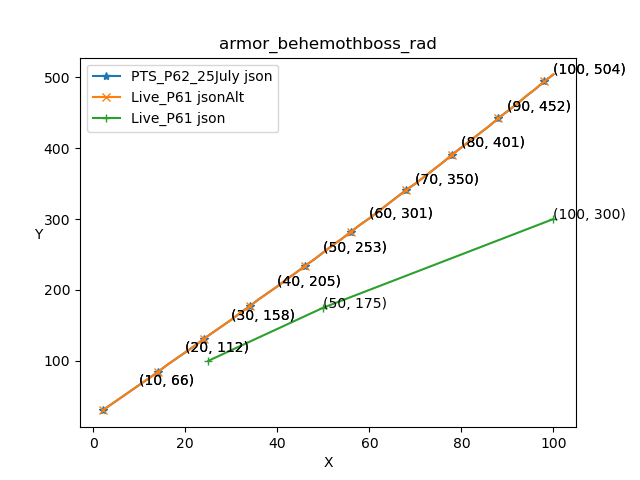 armor_behemothboss_rad
PTS_P62_25July json
Live_P61 jsonAlt
Live_P61 json
500
400
300
200
100
Y
(100, 504)
(90, 452)
(80, 401)
(70, 350)
(60, 301)
(100, 300)
(50, 253)
(40, 205)
(50, 175)
(30, 158)
(20, 112)
(10, 66)
0 20 40 60 80 100
X